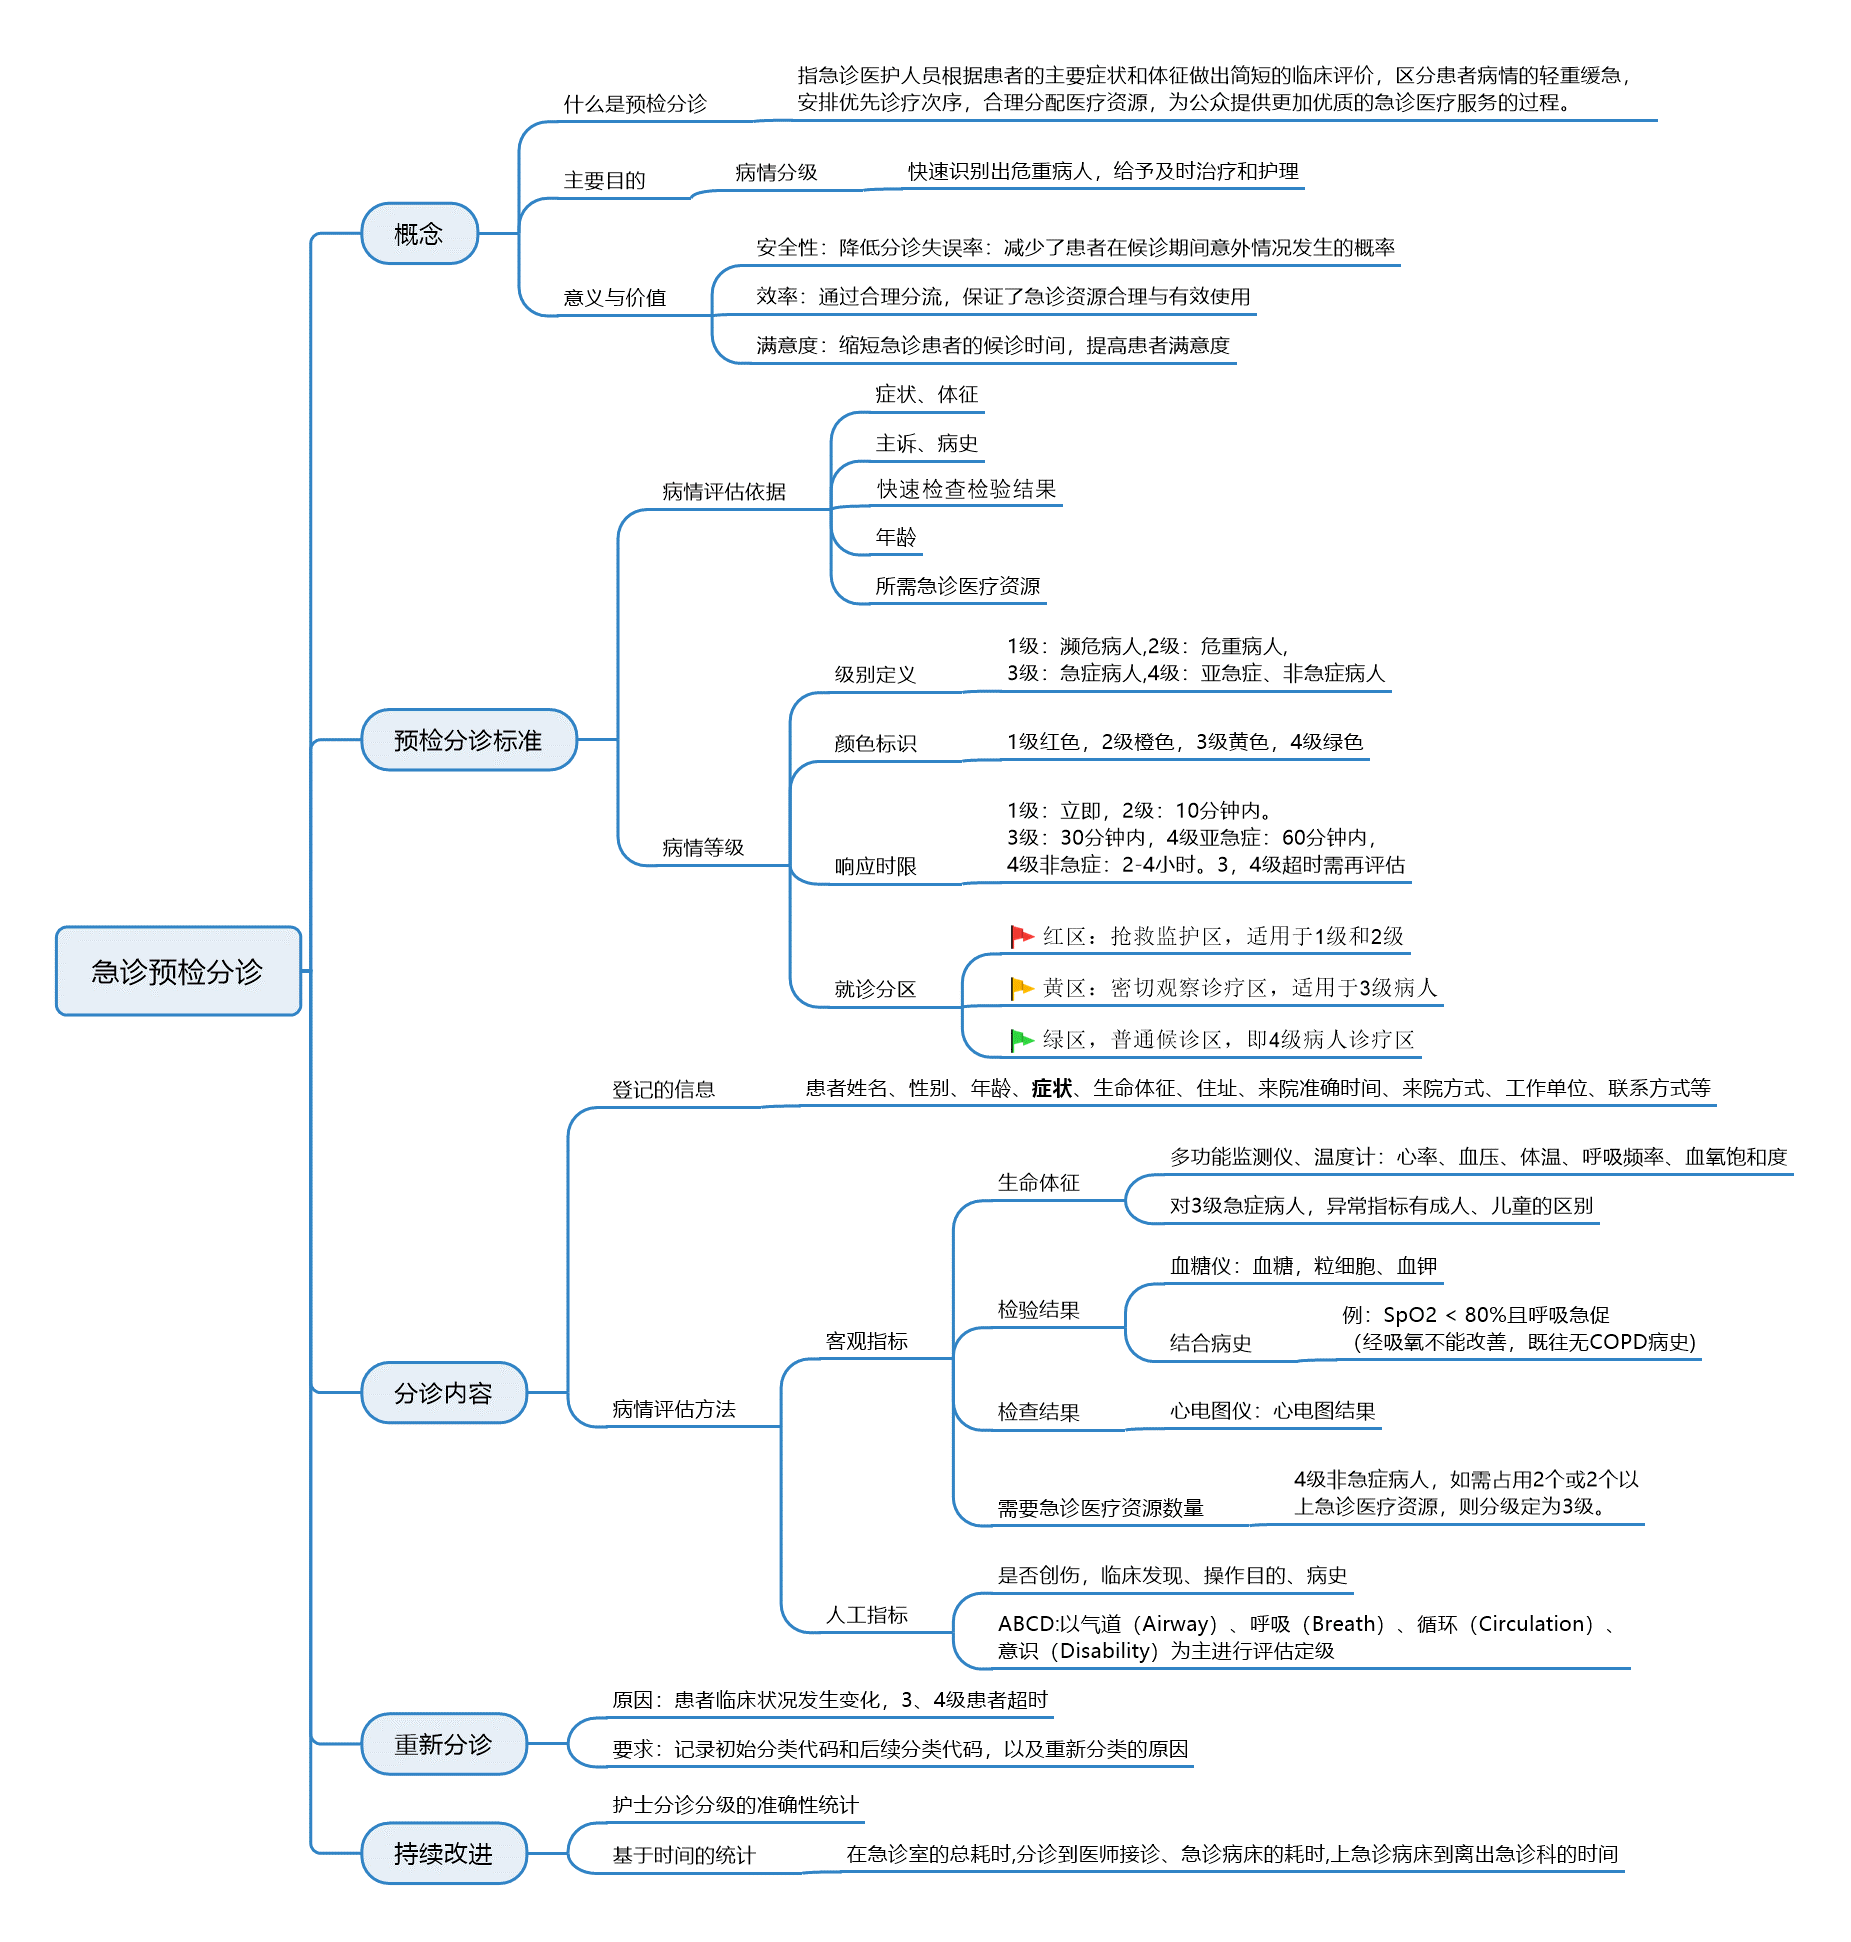 急诊预检分诊
概念
什么是预检分诊
指急诊医护人员根据患者的主要症状和体征做出简短的临床评价，区分患者病情的轻重缓急，
安排优先诊疗次序，合理分配医疗资源，为公众提供更加优质的急诊医疗服务的过程。
主要目的
病情分级
快速识别出危重病人，给予及时治疗和护理
意义与价值
安全性：降低分诊失误率：减少了患者在候诊期间意外情况发生的概率
效率：通过合理分流，保证了急诊资源合理与有效使用
满意度：缩短急诊患者的候诊时间，提高患者满意度
预检分诊标准
病情评估依据
症状、体征
主诉、病史
快速检查检验结果
年龄
所需急诊医疗资源
病情等级
级别定义
1级：濒危病人,2级：危重病人,
3级：急症病人,4级：亚急症、非急症病人
颜色标识
1级红色，2级橙色，3级黄色，4级绿色
响应时限
1级：立即，2级：10分钟内。
3级：30分钟内，4级亚急症：60分钟内，
4级非急症：2-4小时。3，4级超时需再评估
就诊分区
红区：抢救监护区，适用于1级和2级
黄区：密切观察诊疗区，适用于3级病人
绿区，普通候诊区，即4级病人诊疗区
分诊内容
登记的信息
患者姓名、性别、年龄、症状、生命体征、住址、来院准确时间、来院方式、工作单位、联系方式等
病情评估方法
客观指标
生命体征
多功能监测仪、温度计：心率、血压、体温、呼吸频率、血氧饱和度
对3级急症病人，异常指标有成人、儿童的区别
检验结果
血糖仪：血糖，粒细胞、血钾
结合病史
例：SpO2 < 80%且呼吸急促
（经吸氧不能改善，既往无COPD病史)
检查结果
心电图仪：心电图结果
需要急诊医疗资源数量
4级非急症病人，如需占用2个或2个以
上急诊医疗资源，则分级定为3级。
人工指标
是否创伤，临床发现、操作目的、病史
ABCD:以气道（Airway）、呼吸（Breath）、循环（Circulation）、
意识（Disability）为主进行评估定级
重新分诊
原因：患者临床状况发生变化，3、4级患者超时
要求：记录初始分类代码和后续分类代码，以及重新分类的原因
持续改进
护士分诊分级的准确性统计
基于时间的统计
在急诊室的总耗时,分诊到医师接诊、急诊病床的耗时,上急诊病床到离出急诊科的时间